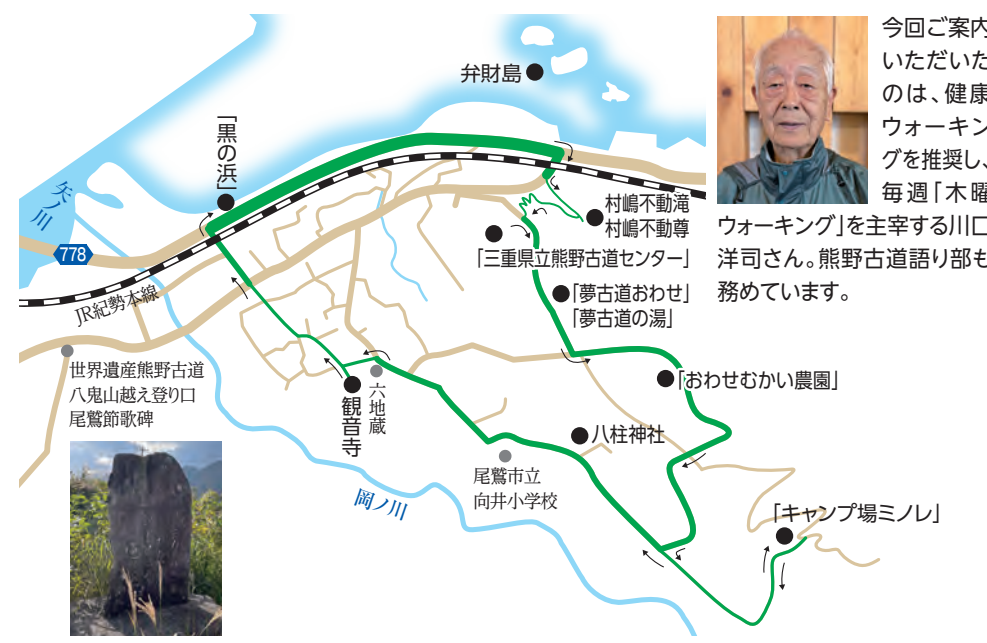 今回ご案内
いただいた
のは、健康
ウォーキン
グを推奨し、
毎週「木曜
ウォーキング」を主宰する川口
洋司さん。熊野古道語り部も
務めています。
弁財島
「黒の浜」
矢ノ川
778
JR紀勢本線
村嶋不動滝
村嶋不動尊
「三重県立熊野古道センター」
「夢古道おわせ」
「夢古道の湯」
世界遺産熊野古道
八鬼山越え登り口
尾鷲節歌碑
六地蔵
観音寺
「おわせむかい農園」
八柱神社
尾鷲市立
向井小学校
岡ノ川
「キャンプ場ミノレ」